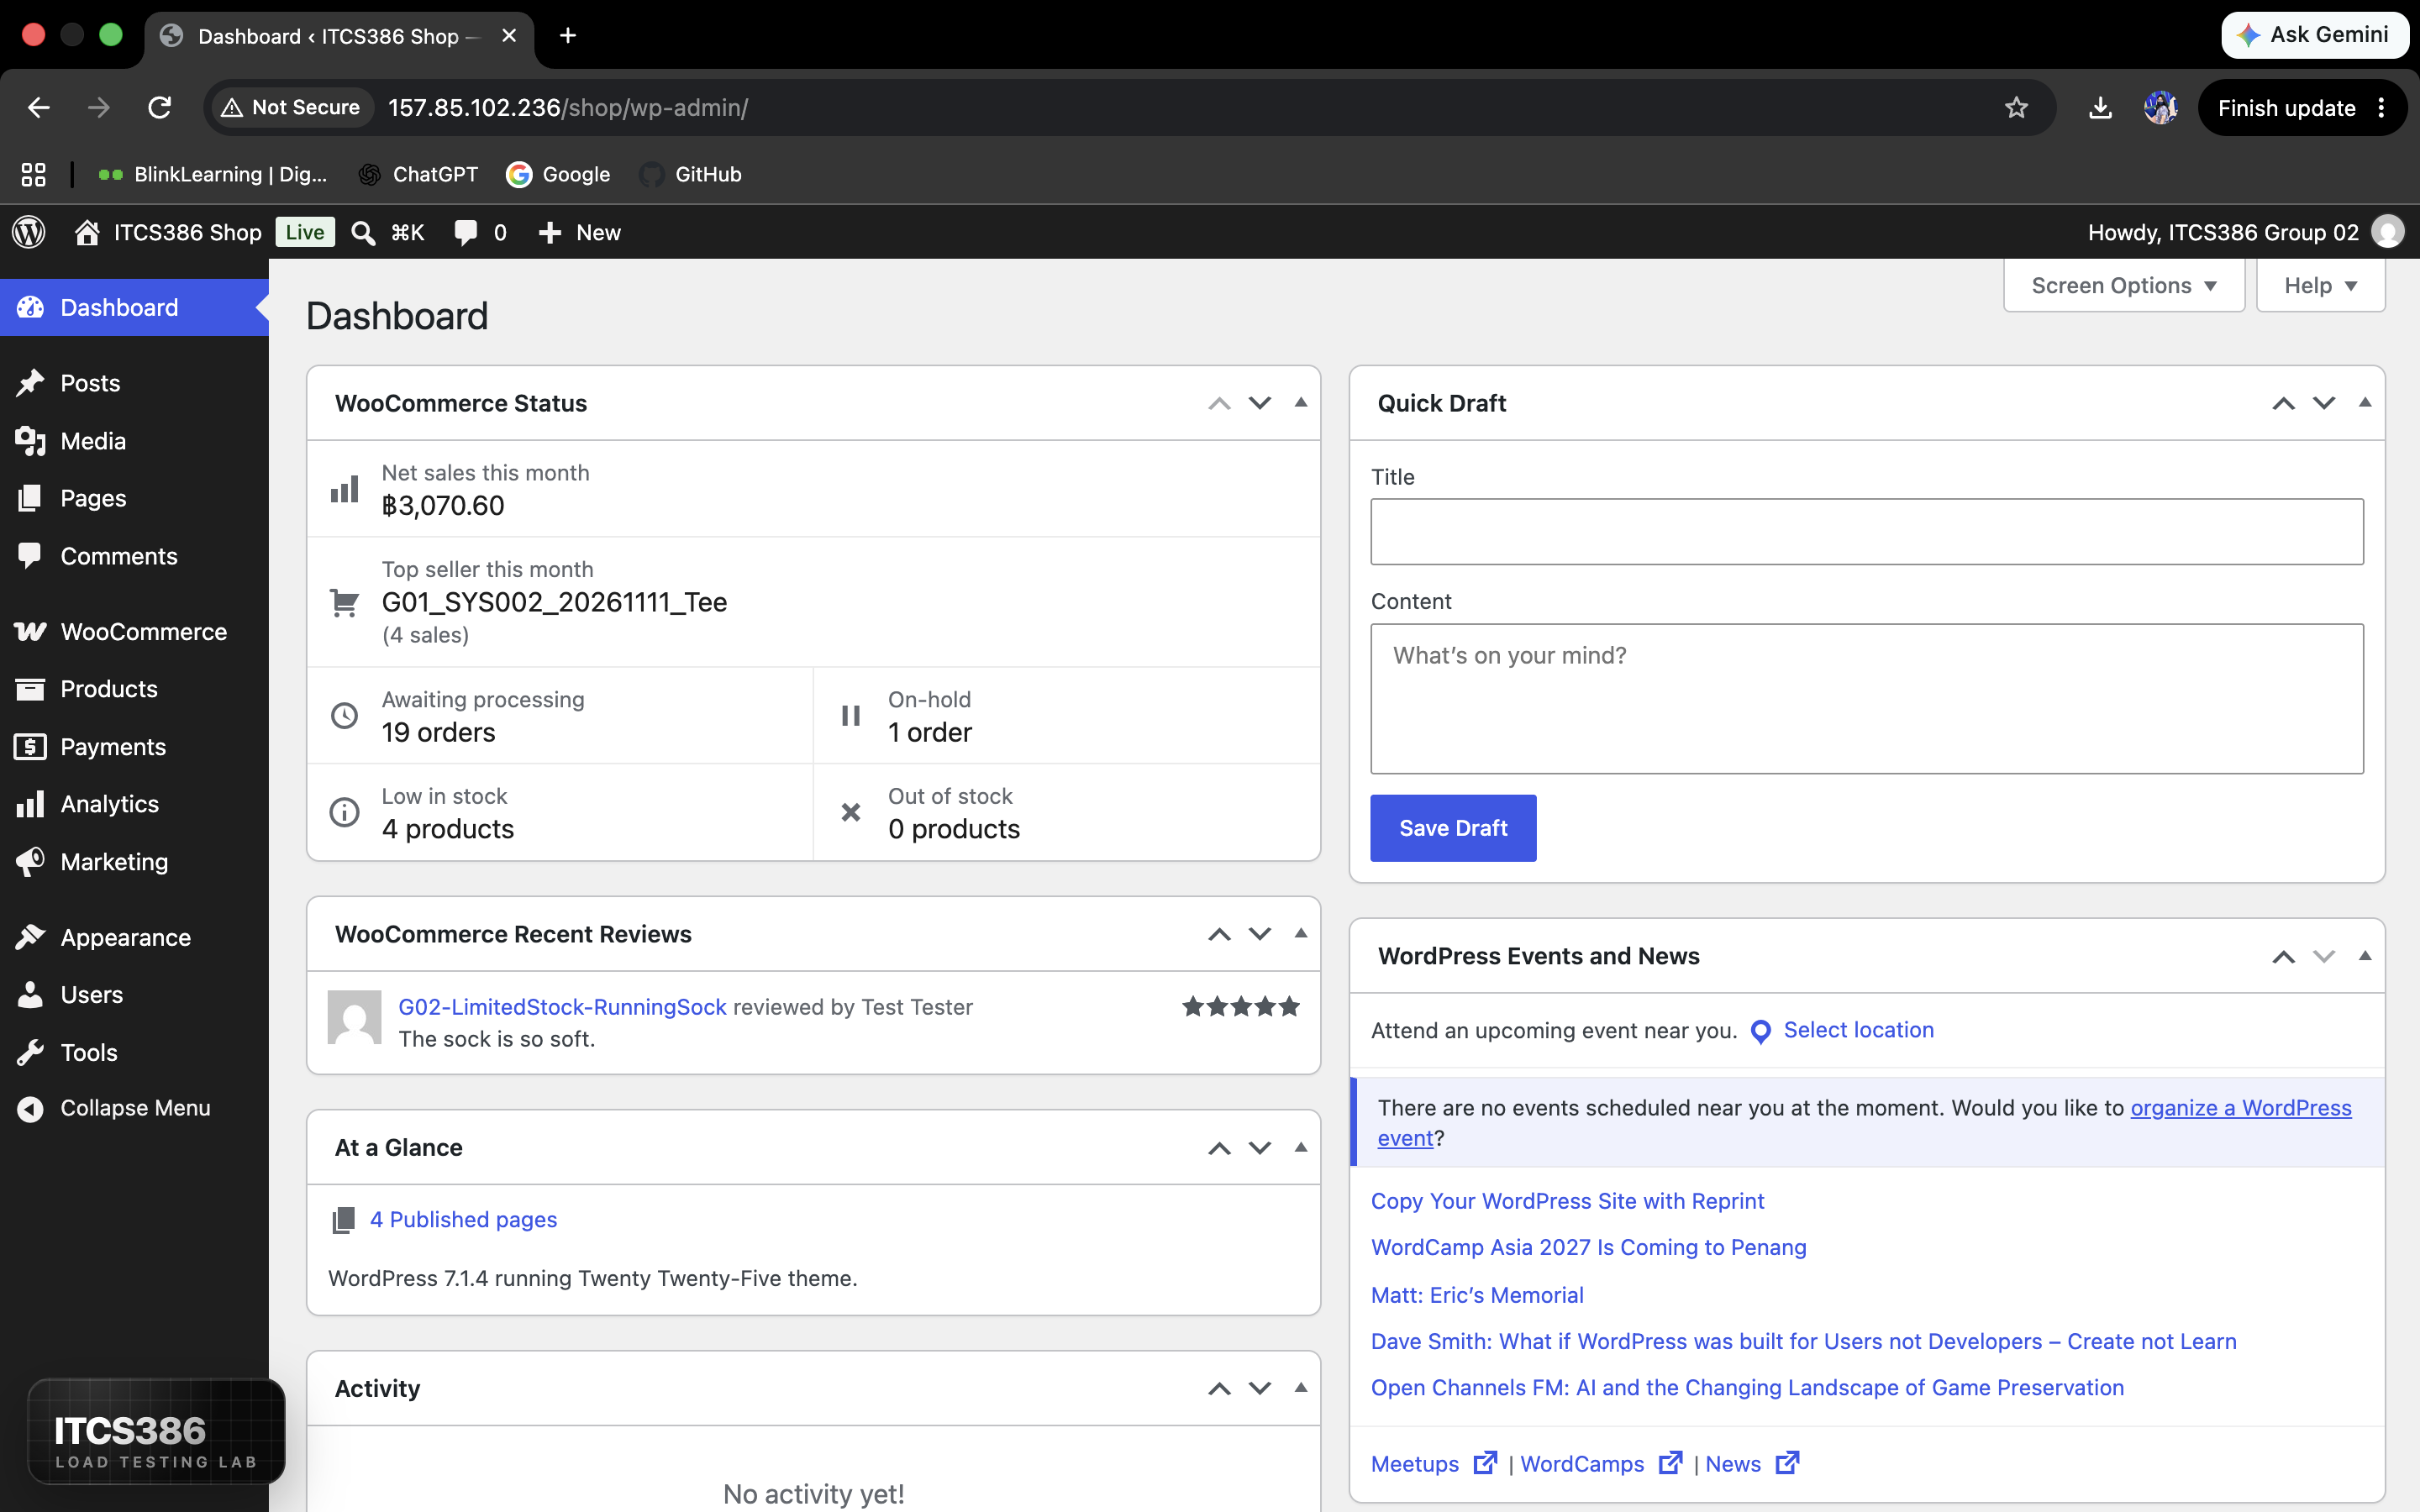 Dashboard ‹ ITCS386 Shop —
Ask Gemini
Not Secure 157.85.102.236/shop/wp-admin/
Finish update
BlinkLearning | Dig...
ChatGPT
Google
GitHub
ITCS386 Shop Live ⌘K 0 New
Howdy, ITCS386 Group 02
Screen Options
Help
Dashboard
Posts
Media
Pages
Comments
WooCommerce
Products
Payments
Analytics
Marketing
Appearance
Users
Tools
Collapse Menu
ITCS386
LOAD TESTING LAB
Dashboard
WooCommerce Status
Net sales this month
฿3,070.60
Top seller this month
G01_SYS002_20261111_Tee
(4 sales)
Awaiting processing
19 orders
On-hold
1 order
Low in stock
4 products
Out of stock
0 products
WooCommerce Recent Reviews
G02-LimitedStock-RunningSock reviewed by Test Tester
The sock is so soft.
At a Glance
4 Published pages
WordPress 7.1.4 running Twenty Twenty-Five theme.
Activity
No activity yet!
Quick Draft
Title
Content
What's on your mind?
Save Draft
WordPress Events and News
Attend an upcoming event near you. Select location
There are no events scheduled near you at the moment. Would you like to organize a WordPress
event?
Copy Your WordPress Site with Reprint
WordCamp Asia 2027 Is Coming to Penang
Matt: Eric's Memorial
Dave Smith: What if WordPress was built for Users not Developers – Create not Learn
Open Channels FM: AI and the Changing Landscape of Game Preservation
Meetups | WordCamps | News